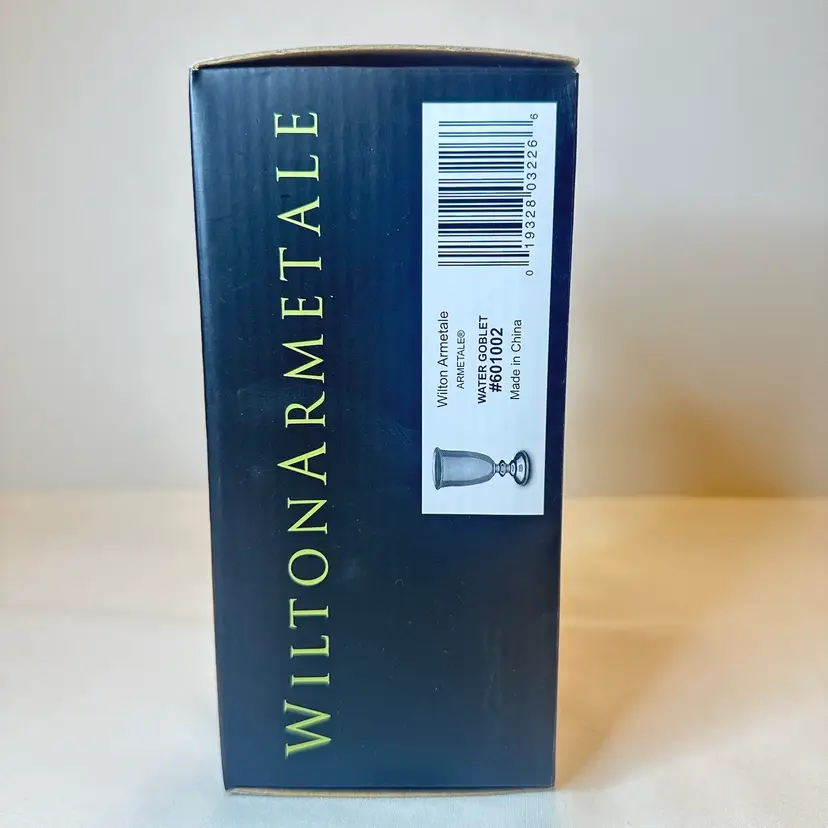 WILTONARMETALE
Wilton Armetale
ARMETALE®
WATER GOBLET
#601002
Made in China
0 19328 03226 6